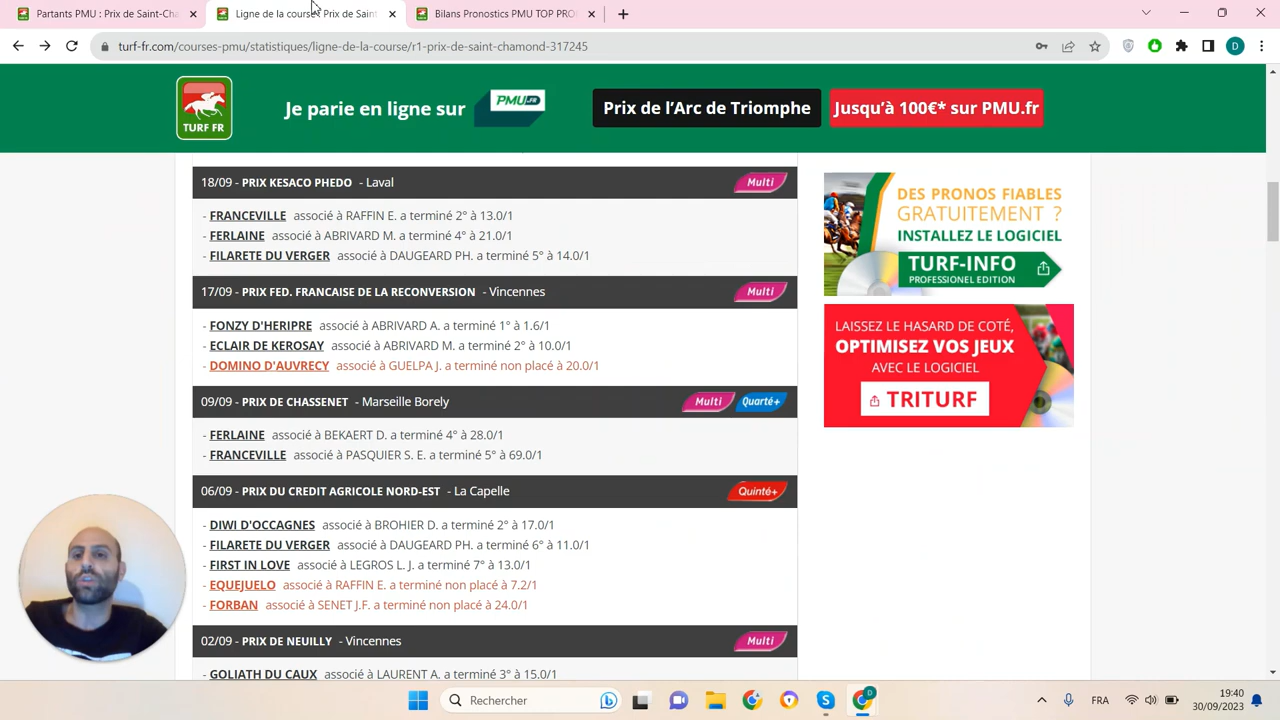 Partants PMU : Prix de Saint-Cha
Ligne de la course Prix de Saint
Bilans Pronostics PMU TOP PRO
turf-fr.com/courses-pmu/statistiques/ligne-de-la-course/r1-prix-de-saint-chamond-317245
D
TURF FR
Je parie en ligne sur
PMU.fr
Prix de l'Arc de Triomphe
Jusqu'à 100€* sur PMU.fr
18/09 - PRIX KESACO PHEDO - Laval
Multi
- FRANCEVILLE associé à RAFFIN E. a terminé 2° à 13.0/1
- FERLAINE associé à ABRIVARD M. a terminé 4° à 21.0/1
- FILARETE DU VERGER associé à DAUGEARD PH. a terminé 5° à 14.0/1
17/09 - PRIX FED. FRANCAISE DE LA RECONVERSION - Vincennes
Multi
- FONZY D'HERIPRE associé à ABRIVARD A. a terminé 1° à 1.6/1
- ECLAIR DE KEROSAY associé à ABRIVARD M. a terminé 2° à 10.0/1
- DOMINO D'AUVRECY associé à GUELPA J. a terminé non placé à 20.0/1
09/09 - PRIX DE CHASSENET - Marseille Borely
Multi Quarté+
- FERLAINE associé à BEKAERT D. a terminé 4° à 28.0/1
- FRANCEVILLE associé à PASQUIER S. E. a terminé 5° à 69.0/1
06/09 - PRIX DU CREDIT AGRICOLE NORD-EST - La Capelle
Quinté+
- DIWI D'OCCAGNES associé à BROHIER D. a terminé 2° à 17.0/1
- FILARETE DU VERGER associé à DAUGEARD PH. a terminé 6° à 11.0/1
- FIRST IN LOVE associé à LEGROS L. J. a terminé 7° à 13.0/1
- EQUEJUELO associé à RAFFIN E. a terminé non placé à 7.2/1
- FORBAN associé à SENET J.F. a terminé non placé à 24.0/1
02/09 - PRIX DE NEUILLY - Vincennes
Multi
- GOLIATH DU CAUX associé à LAURENT A. a terminé 3° à 15.0/1
DES PRONOS FIABLES
GRATUITEMENT ?
INSTALLEZ LE LOGICIEL
TURF-INFO
PROFESSIONEL EDITION
LAISSEZ LE HASARD DE COTÉ,
OPTIMISEZ VOS JEUX
AVEC LE LOGICIEL
TRITURF
Rechercher
D
FRA
19:40
30/09/2023